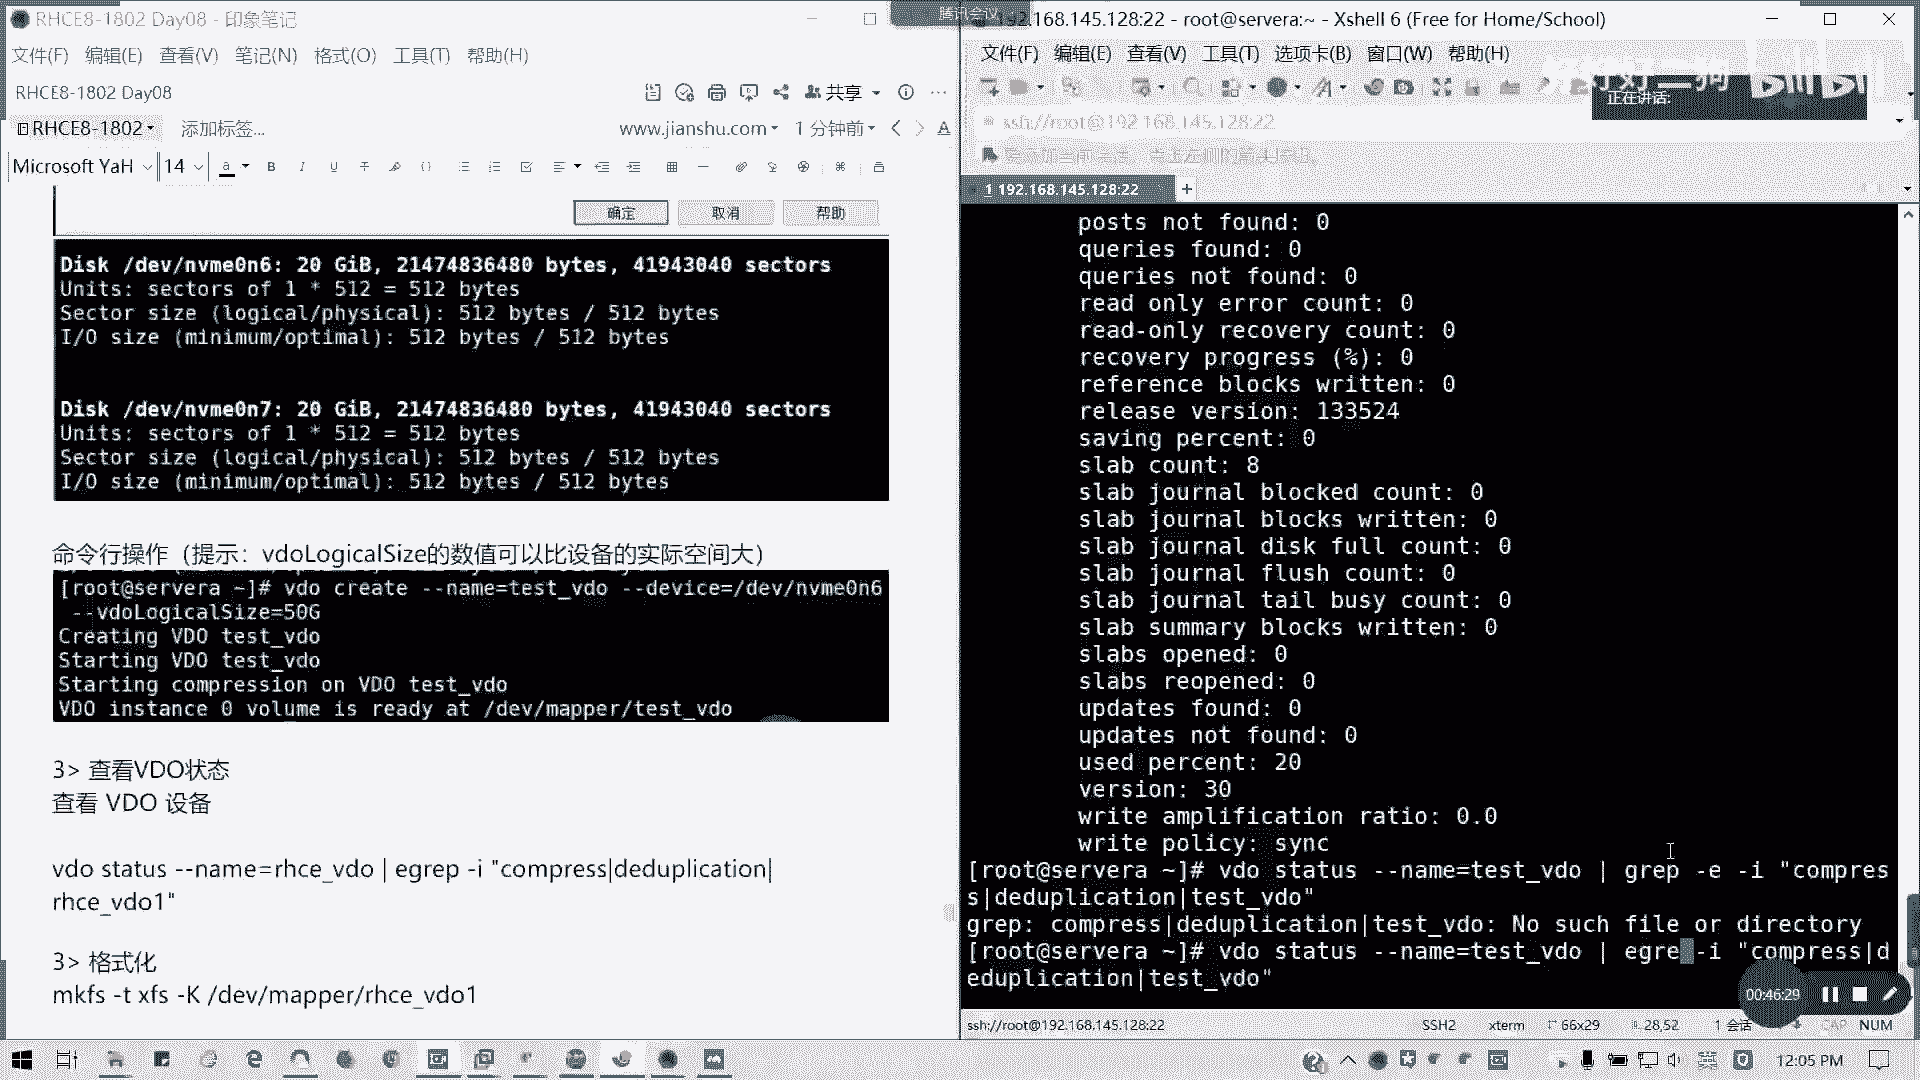 RHCE8-1802 Day08 - 印象笔记
文件(F) 编辑(E) 查看(V) 笔记(N) 格式(O) 工具(T) 帮助(H)
RHCE8-1802 Day08
共享
RHCE8-1802 添加标签...
www.jianshu.com 1 分钟前
Microsoft YaH 14
确定 取消 帮助
Disk /dev/nvme0n6: 20 GiB, 21474836480 bytes, 41943040 sectors
Units: sectors of 1 * 512 = 512 bytes
Sector size (logical/physical): 512 bytes / 512 bytes
I/O size (minimum/optimal): 512 bytes / 512 bytes
Disk /dev/nvme0n7: 20 GiB, 21474836480 bytes, 41943040 sectors
Units: sectors of 1 * 512 = 512 bytes
Sector size (logical/physical): 512 bytes / 512 bytes
I/O size (minimum/optimal): 512 bytes / 512 bytes
命令行操作（提示：vdoLogicalSize的数值可以比设备的实际空间大）
[root@servera ~]# vdo create --name=test_vdo --device=/dev/nvme0n6
--vdoLogicalSize=50G
Creating VDO test_vdo
Starting VDO test_vdo
Starting compression on VDO test_vdo
VDO instance 0 volume is ready at /dev/mapper/test_vdo
3> 查看VDO状态
查看 VDO 设备
vdo status --name=rhce_vdo | egrep -i "compress|deduplication|
rhce_vdo1"
3> 格式化
mkfs -t xfs -K /dev/mapper/rhce_vdo1
腾讯会议
.168.145.128:22 - root@servera:~ - Xshell 6 (Free for Home/School)
文件(F) 编辑(E) 查看(V) 工具(T) 选项卡(B) 窗口(W) 帮助(H)
正在讲话:
bilibili
ssh://root@192.168.145.128:22
1 192.168.145.128:22
posts not found: 0
queries found: 0
queries not found: 0
read only error count: 0
read-only recovery count: 0
recovery progress (%): 0
reference blocks written: 0
release version: 133524
saving percent: 0
slab count: 8
slab journal blocked count: 0
slab journal blocks written: 0
slab journal disk full count: 0
slab journal flush count: 0
slab journal tail busy count: 0
slab summary blocks written: 0
slabs opened: 0
slabs reopened: 0
updates found: 0
updates not found: 0
used percent: 20
version: 30
write amplification ratio: 0.0
write policy: sync
[root@servera ~]# vdo status --name=test_vdo | grep -e -i "compres
s|deduplication|test_vdo"
grep: compress|deduplication|test_vdo: No such file or directory
[root@servera ~]# vdo status --name=test_vdo | egre -i "compress|d
eduplication|test_vdo"
00:46:29
ssh://root@192.168.145.128:22 SSH2 xterm 66x29 28,52 1 会话 CAP NUM
英 12:05 PM